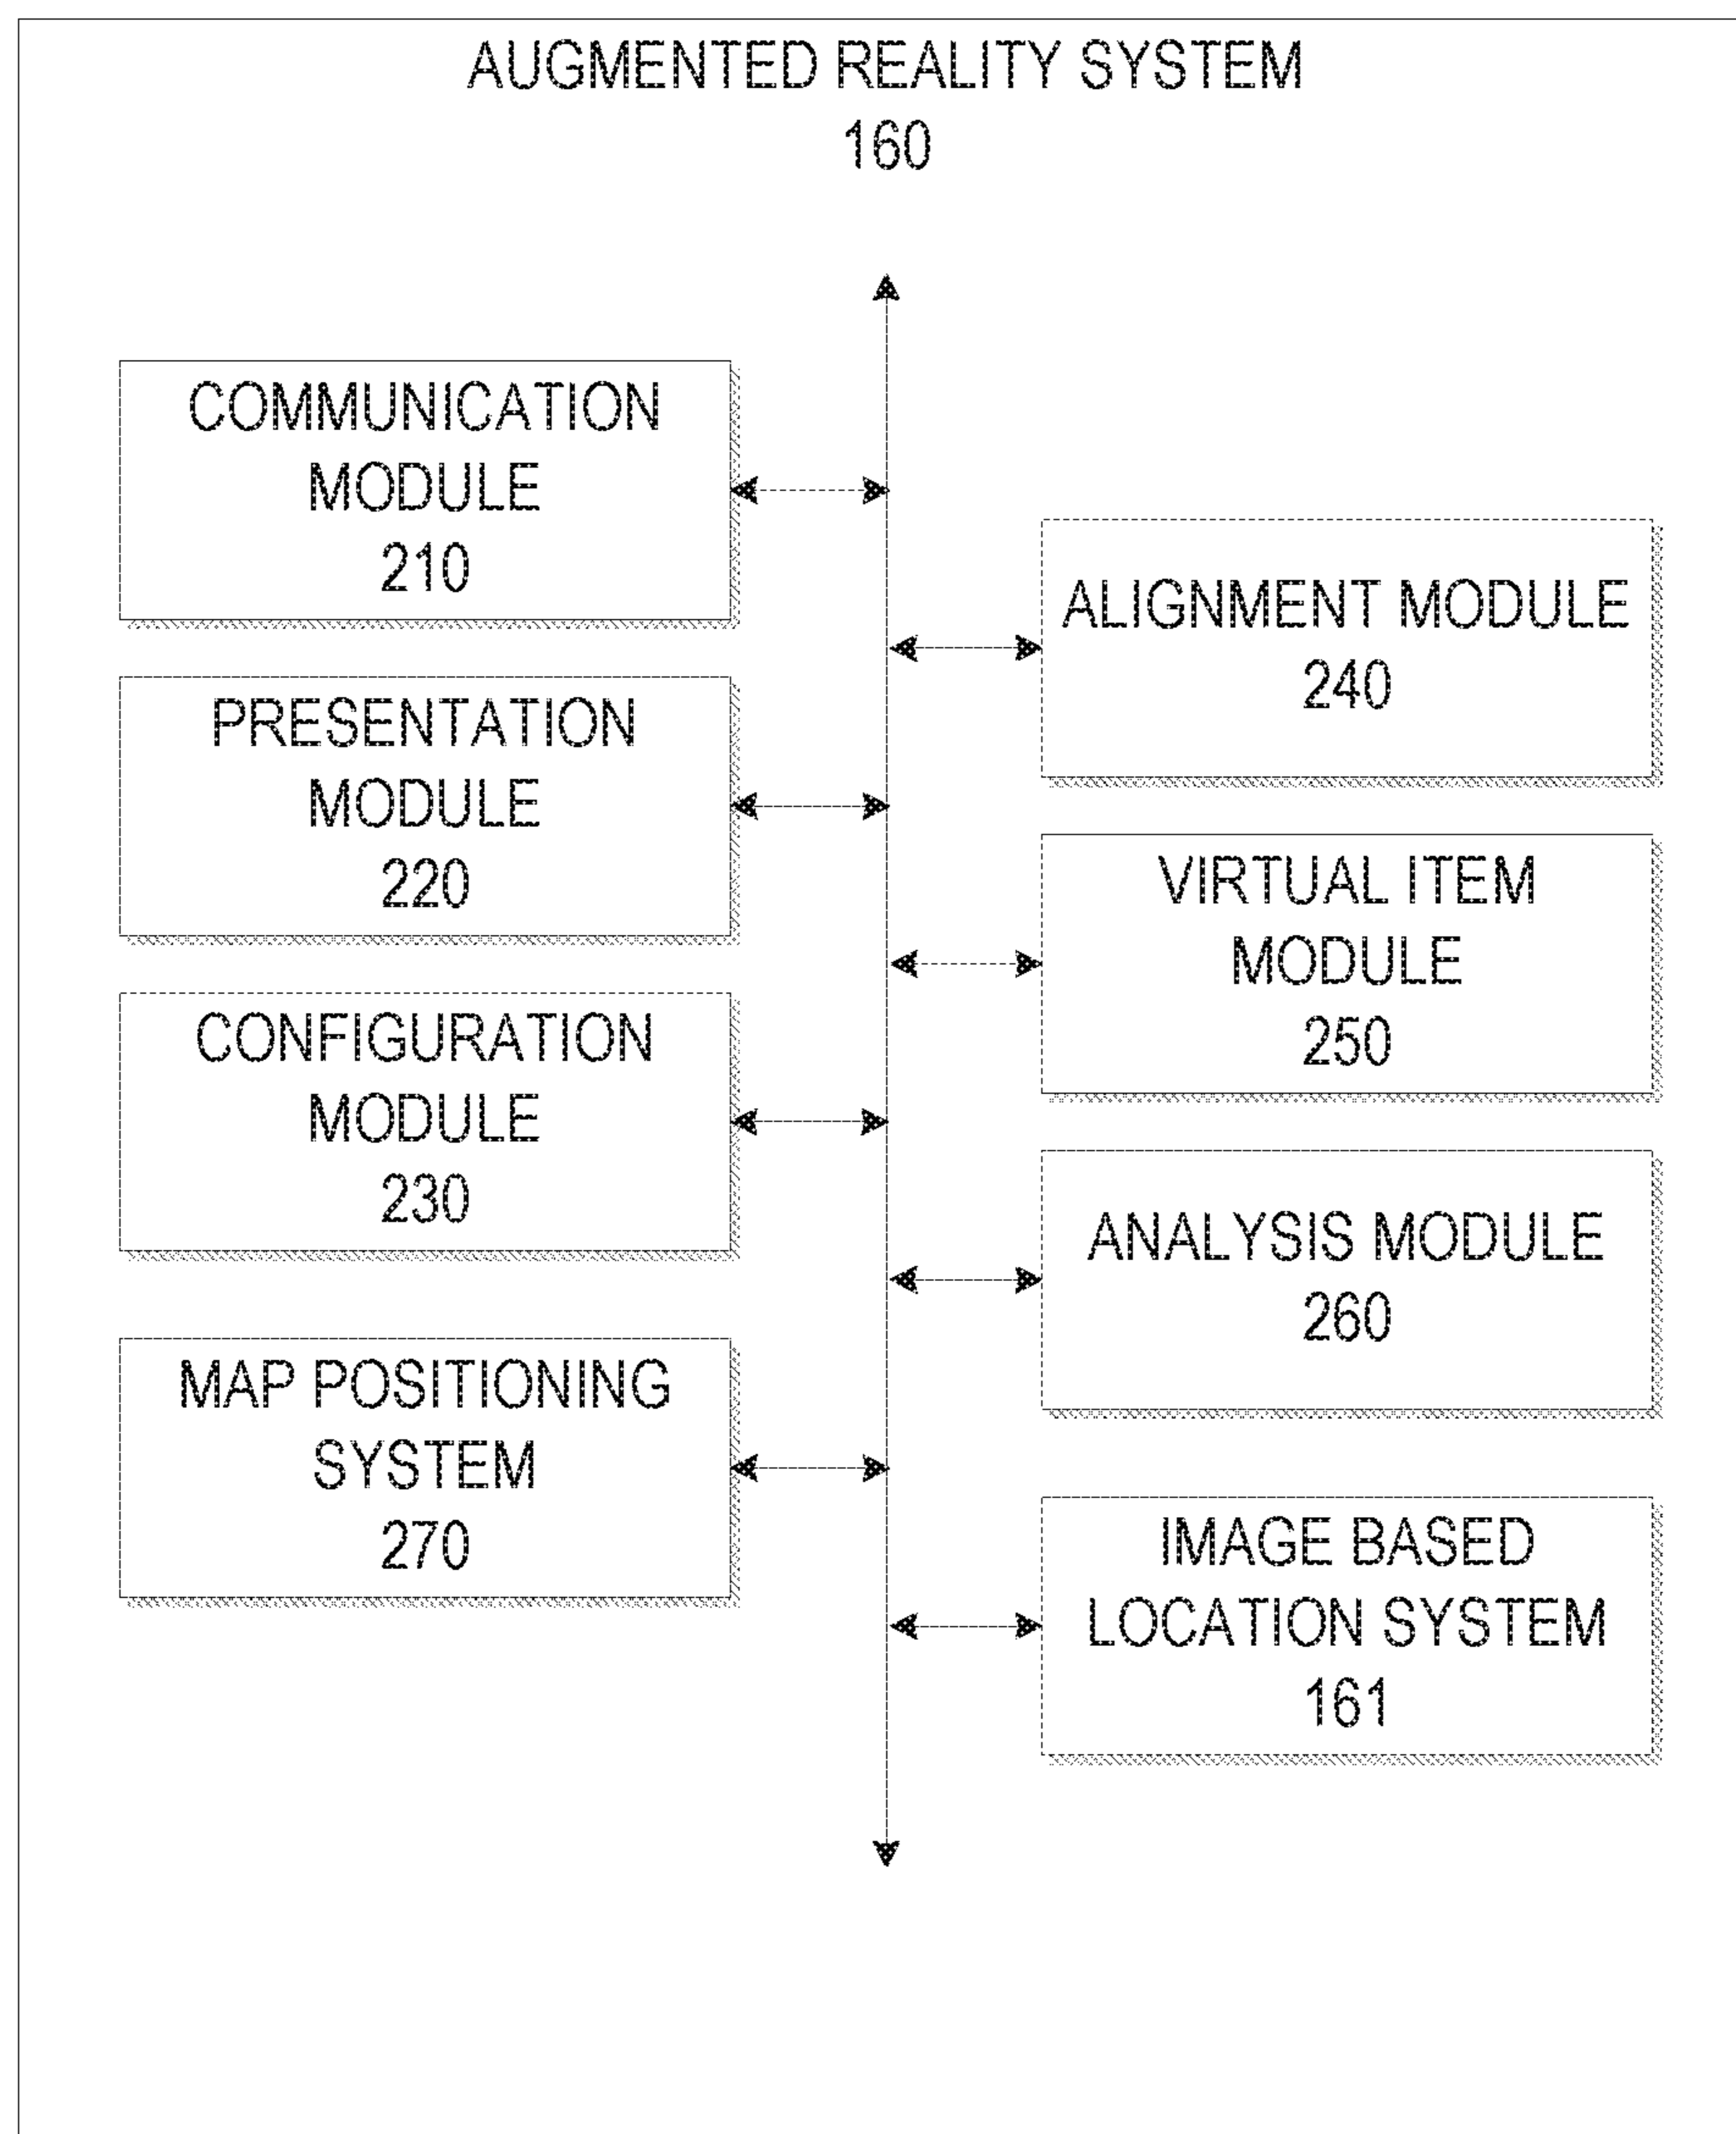 AUGMENTED REALITY SYSTEM
160
COMMUNICATION
MODULE
210
PRESENTATION
MODULE
220
CONFIGURATION
MODULE
230
MAP POSITIONING
SYSTEM
270
ALIGNMENT MODULE
240
VIRTUAL ITEM
MODULE
250
ANALYSIS MODULE
260
IMAGE BASED
LOCATION SYSTEM
161